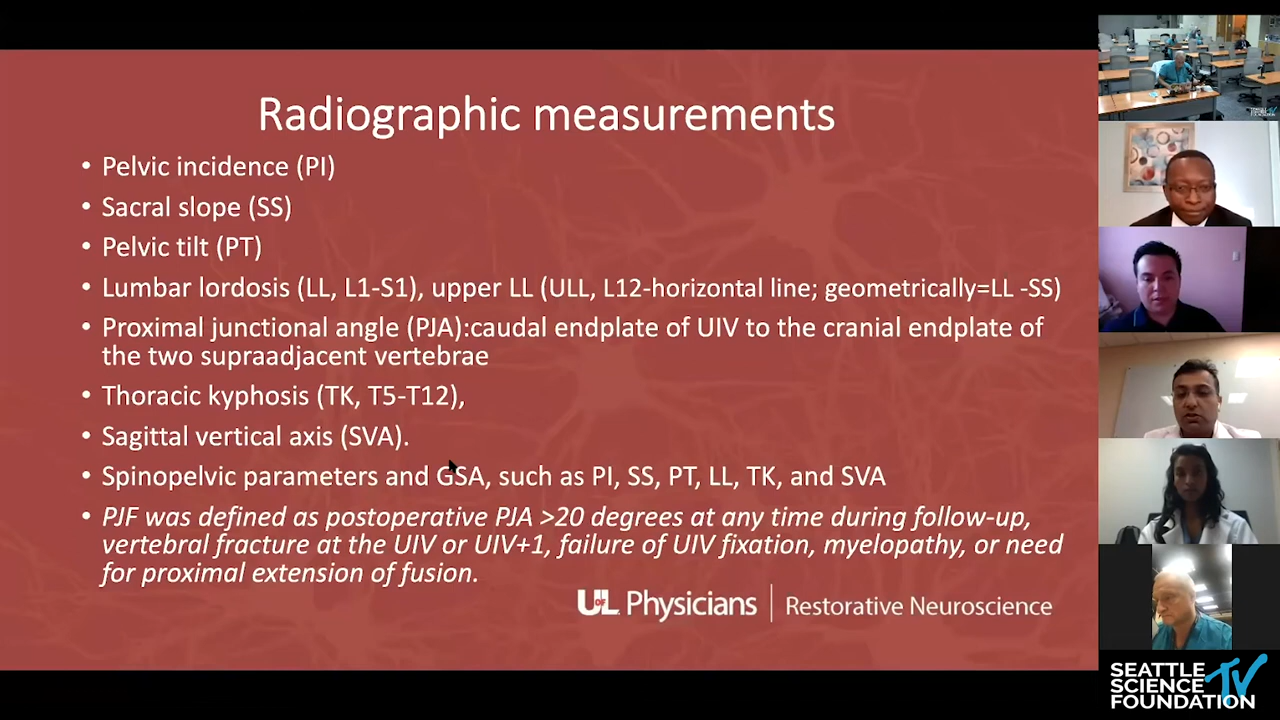 Radiographic measurements
• Pelvic incidence (PI)
• Sacral slope (SS)
• Pelvic tilt (PT)
• Lumbar lordosis (LL, L1-S1), upper LL (ULL, L12-horizontal line; geometrically=LL -SS)
• Proximal junctional angle (PJA):caudal endplate of UIV to the cranial endplate of
the two supraadjacent vertebrae
• Thoracic kyphosis (TK, T5-T12),
• Sagittal vertical axis (SVA).
• Spinopelvic parameters and GSA, such as PI, SS, PT, LL, TK, and SVA
• PJF was defined as postoperative PJA >20 degrees at any time during follow-up,
vertebral fracture at the UIV or UIV+1, failure of UIV fixation, myelopathy, or need
for proximal extension of fusion.
UofL Physicians | Restorative Neuroscience
SEATTLE
SCIENCE TV
FOUNDATION
SEATTLE
SCIENCE TV
FOUNDATION